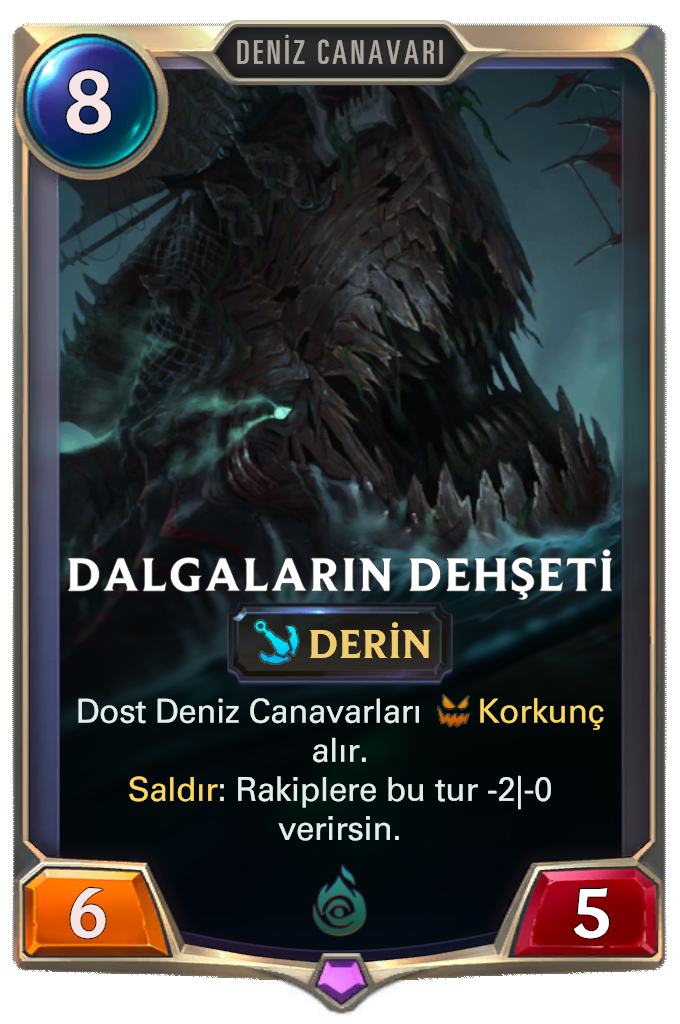 DENİZ CANAVARI
8
DALGALARIN DEHŞETİ
DERİN
Dost Deniz Canavarları Korkunç
alır.
Saldır: Rakiplere bu tur -2|-0
verirsin.
6
5